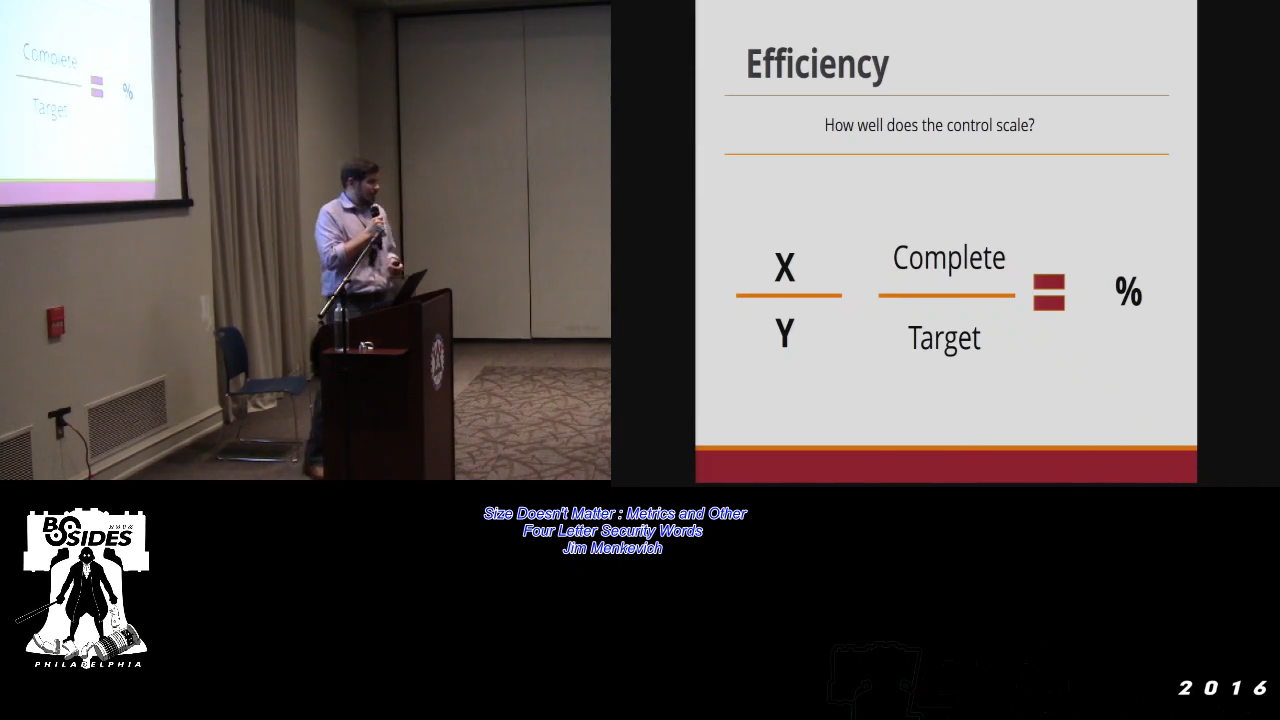 Complete
Target
%
Efficiency
How well does the control scale?
X
Y
Complete
Target
%
Size Doesn't Matter : Metrics and Other
Four Letter Security Words
Jim Menkevich
BSIDES
PHILADELPHIA
2016